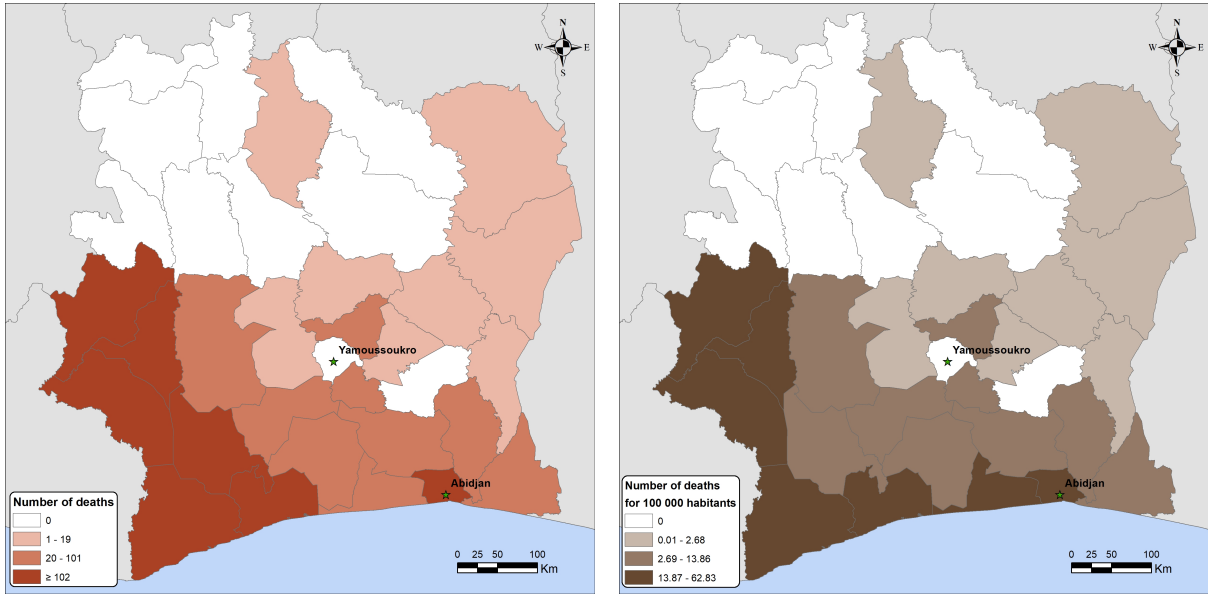 N
W E
S
Yamoussoukro
Abidjan
Number of deaths
0
1 - 19
20 - 101
≥ 102
0 25 50 100
Km
N
W E
S
Yamoussoukro
Abidjan
Number of deaths
for 100 000 habitants
0
0.01 - 2.68
2.69 - 13.86
13.87 - 62.83
0 25 50 100
Km